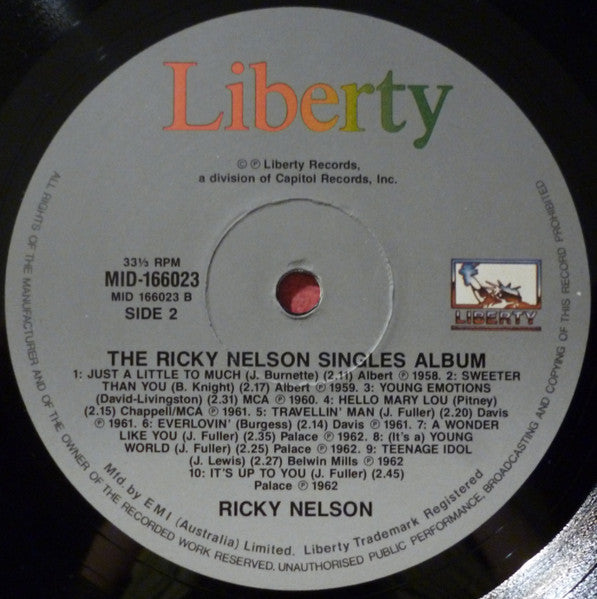 Liberty
© ℗ Liberty Records,
a division of Capitol Records, Inc.
33⅓ RPM
MID-166023
MID 166023 B
SIDE 2
LIBERTY
THE RICKY NELSON SINGLES ALBUM
1: JUST A LITTLE TO MUCH (J. Burnette) (2.11) Albert ℗ 1958. 2: SWEETER
THAN YOU (B. Knight) (2.17) Albert ℗ 1959. 3: YOUNG EMOTIONS
(David-Livingston) (2.31) MCA ℗ 1960. 4: HELLO MARY LOU (Pitney)
(2.15) Chappell/MCA ℗ 1961. 5: TRAVELLIN' MAN (J. Fuller) (2.20) Davis
℗1961. 6: EVERLOVIN' (Burgess) (2.14) Davis ℗ 1961. 7: A WONDER
LIKE YOU (J. Fuller) (2.35) Palace ℗ 1962. 8: (It's a) YOUNG
WORLD (J. Fuller) (2.25) Palace ℗ 1962. 9: TEENAGE IDOL
(J. Lewis) (2.27) Belwin Mills ℗ 1962
10: IT'S UP TO YOU (J. Fuller) (2.45)
Palace ℗ 1962
RICKY NELSON
Mfd. by E.M.I. (Australia) Limited. Liberty Trademark Registered
ALL RIGHTS OF THE MANUFACTURER AND OF THE OWNER OF THE RECORDED WORK RESERVED. UNAUTHORISED PUBLIC PERFORMANCE, BROADCASTING AND COPYING OF THIS RECORD PROHIBITED